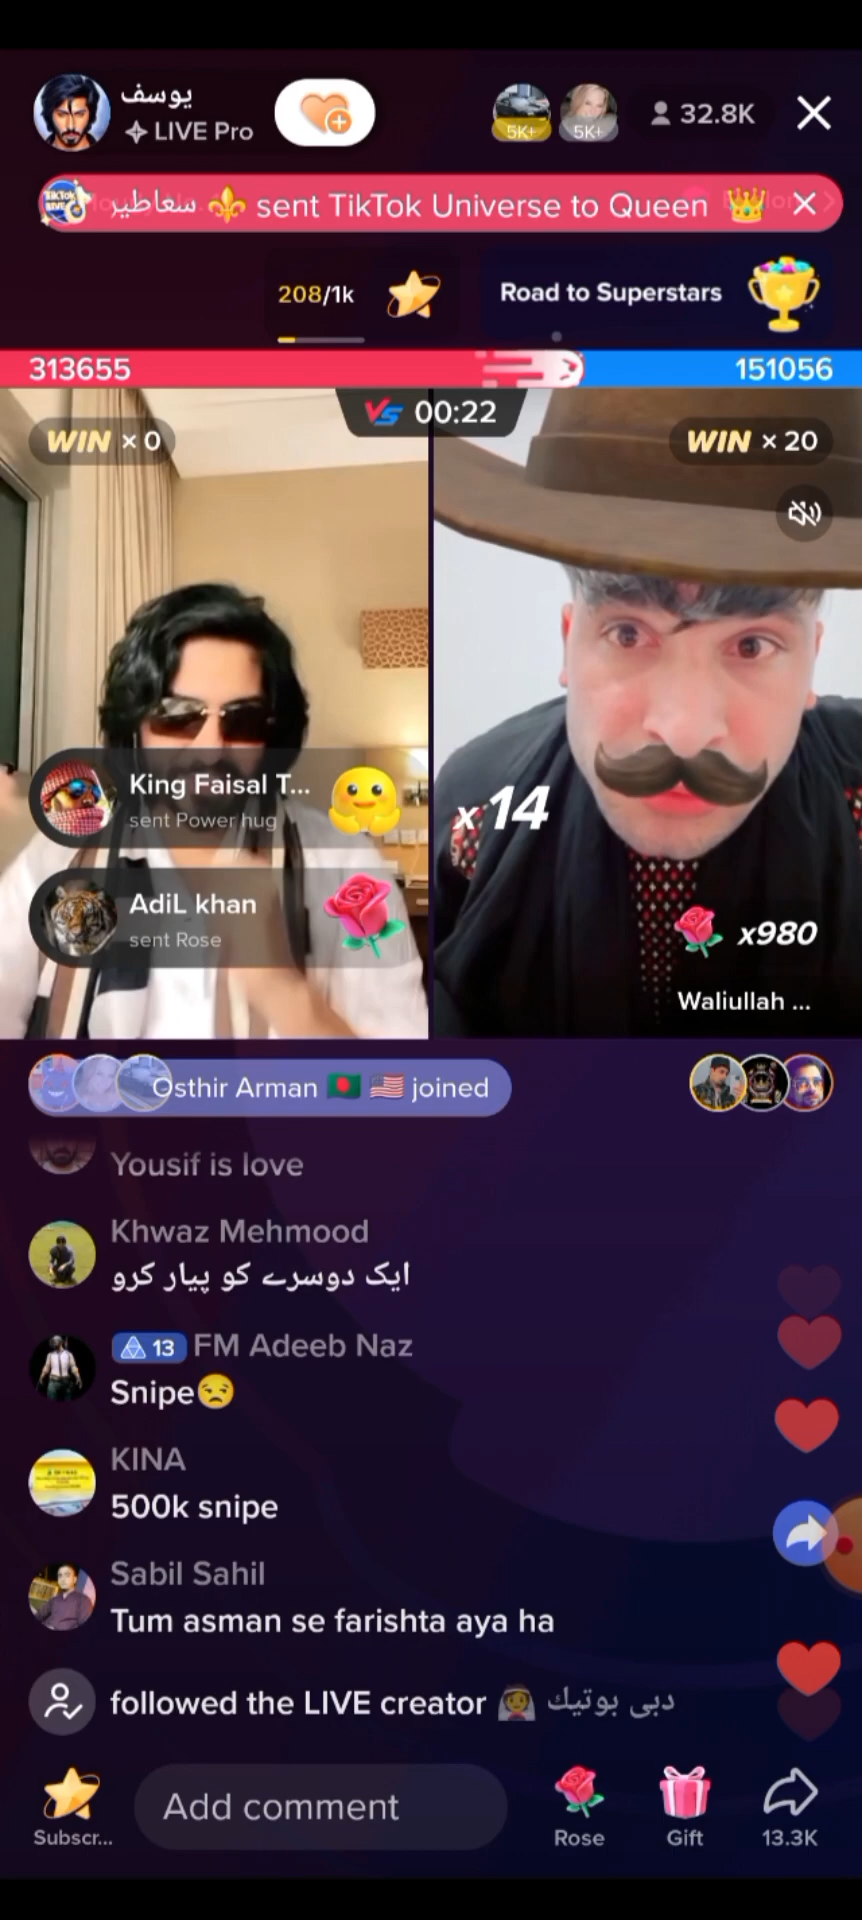 يوسف
LIVE Pro
5K+
5K+
32.8K
سعاطير ⚜️ sent TikTok Universe to Queen 👑
208/1k
Road to Superstars
313655
151056
VS 00:22
WIN x 0
WIN x 20
King Faisal T...
sent Power hug
x 14
AdiL khan
sent Rose
x980
Waliullah ...
Osthir Arman 🇧🇩 🇺🇸 joined
Yousif is love
Khwaz Mehmood
ایک دوسرے کو پیار کرو
13 FM Adeeb Naz
Snipe😒
KINA
500k snipe
Sabil Sahil
Tum asman se farishta aya ha
followed the LIVE creator 👰 دبى بوتيك
Subscr...
Add comment
Rose
Gift
13.3K